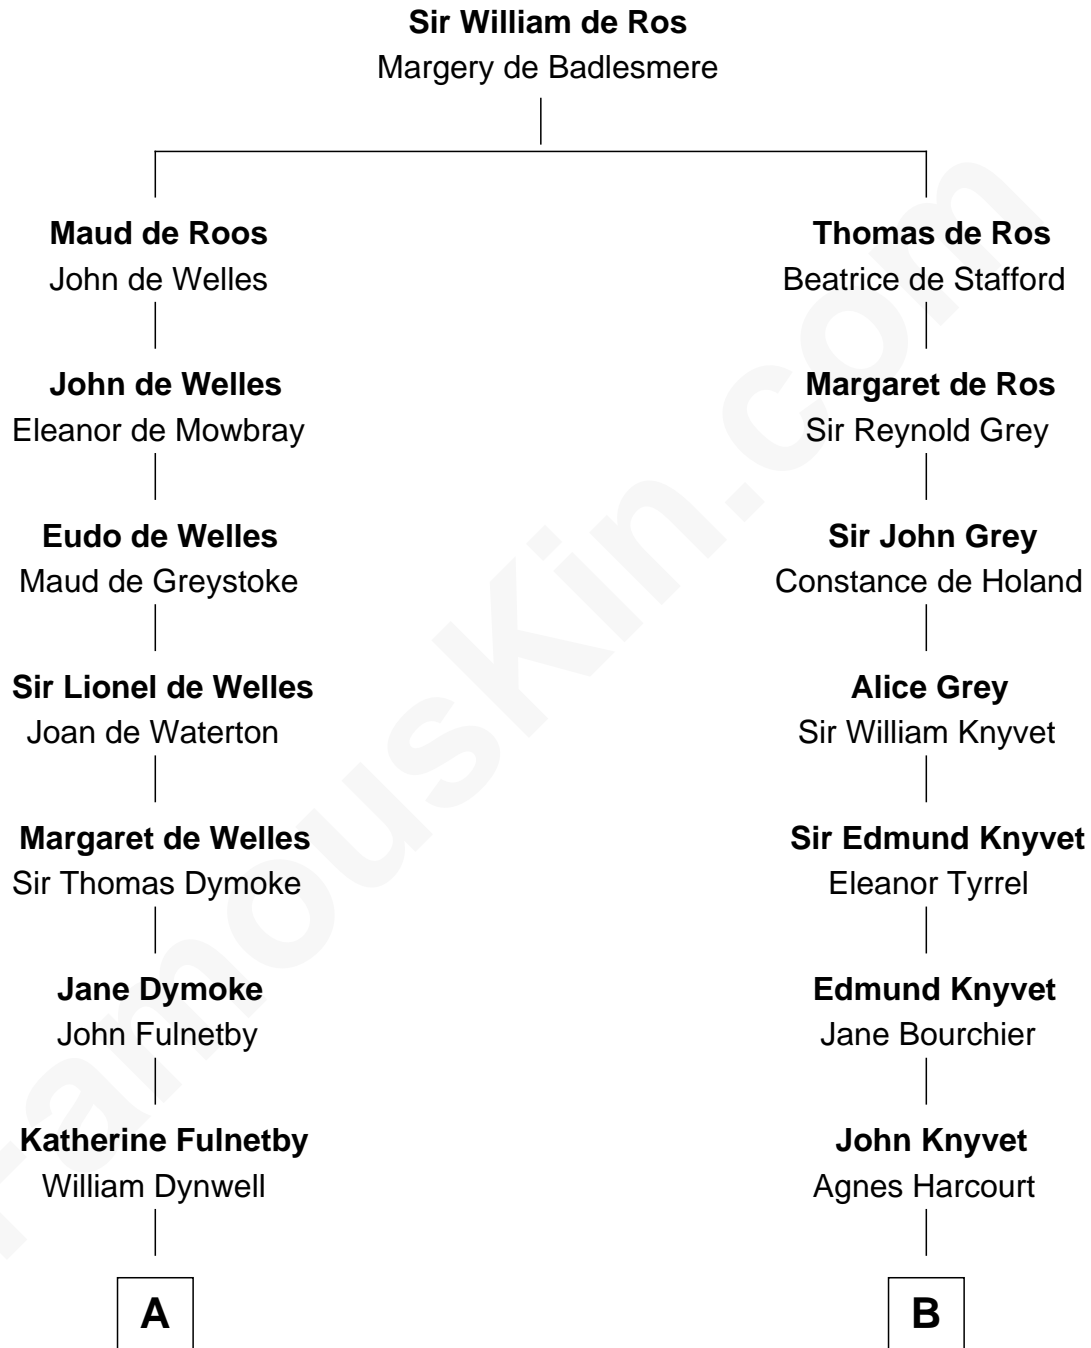 Sir William de Ros
Margery de Badlesmere
Maud de Roos
John de Welles
Thomas de Ros
Beatrice de Stafford
John de Welles
Eleanor de Mowbray
Margaret de Ros
Sir Reynold Grey
Eudo de Welles
Maud de Greystoke
Sir John Grey
Constance de Holand
Sir Lionel de Welles
Joan de Waterton
Alice Grey
Sir William Knyvet
Margaret de Welles
Sir Thomas Dymoke
Sir Edmund Knyvet
Eleanor Tyrrel
Jane Dymoke
John Fulnetby
Edmund Knyvet
Jane Bourchier
Katherine Fulnetby
William Dynwell
John Knyvet
Agnes Harcourt
A
B
FamousKin.com